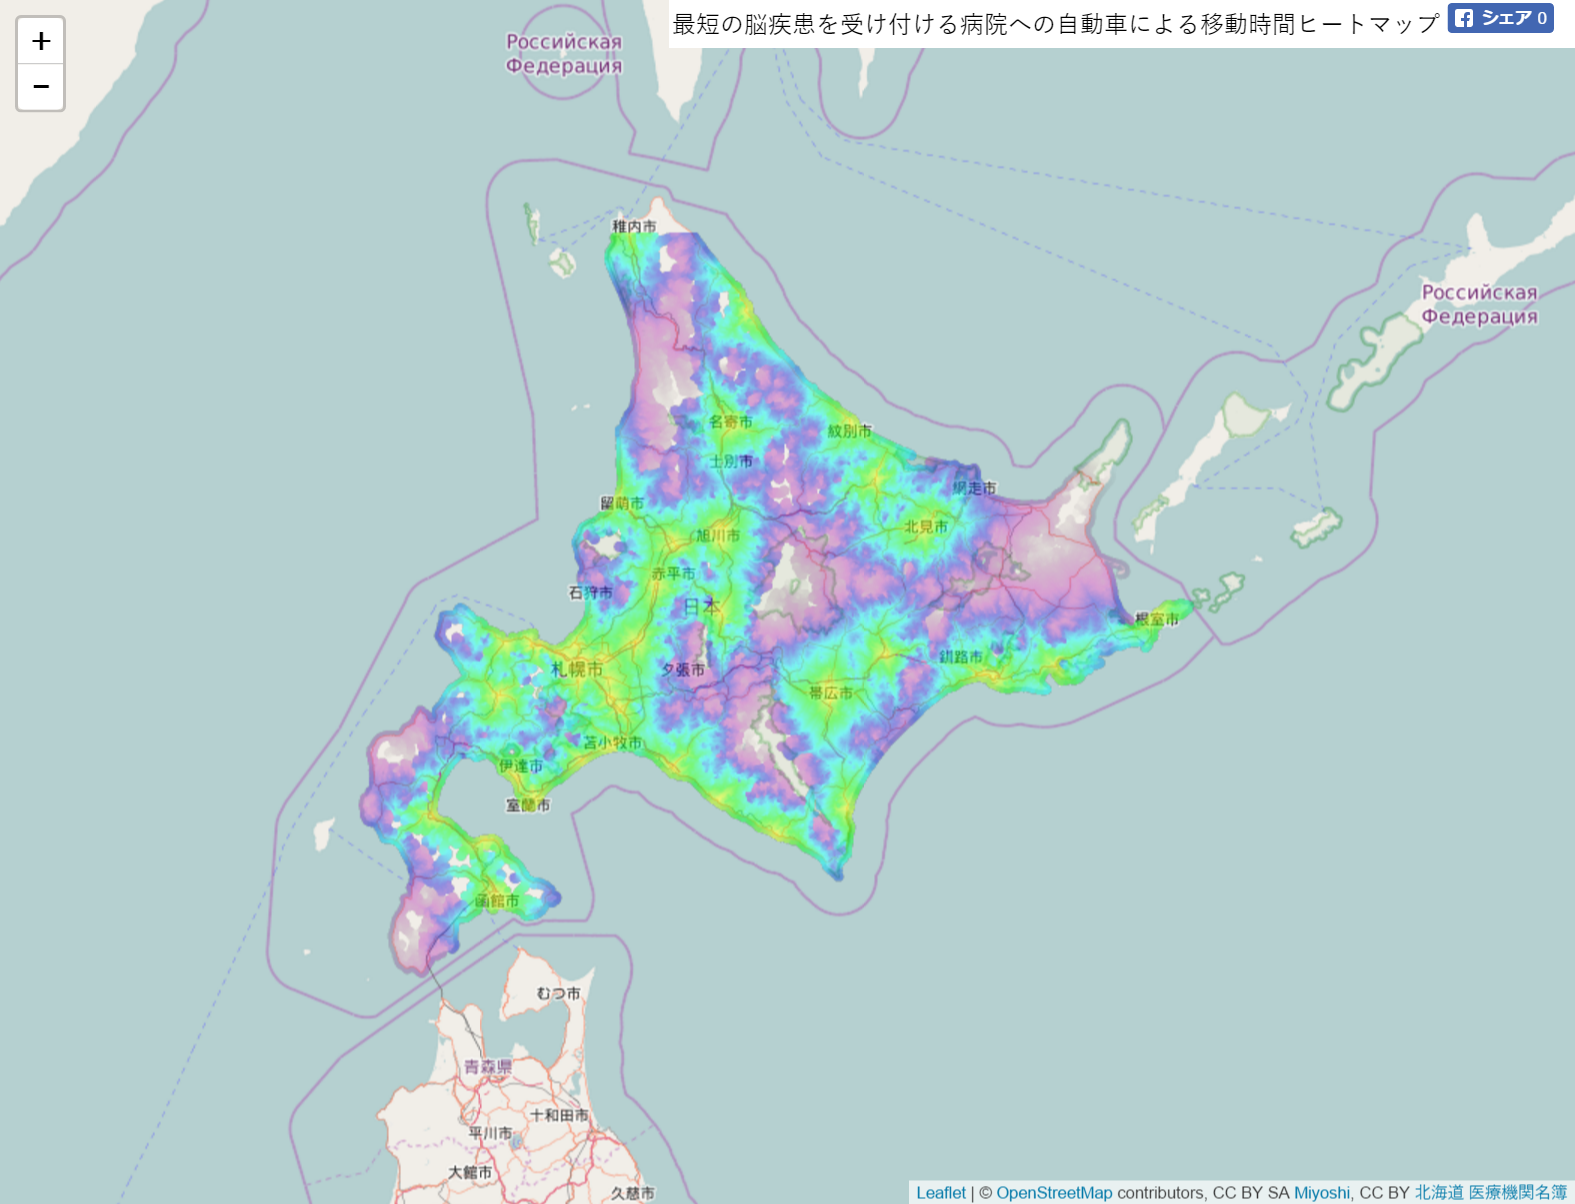 +
−
最短の脳疾患を受け付ける病院への自動車による移動時間ヒートマップ
シェア 0
Российская
Федерация
稚内市
Российская
Федерация
名寄市
紋別市
士別市
網走市
留萌市
北見市
旭川市
赤平市
石狩市
日本
根室市
釧路市
札幌市
夕張市
帯広市
苫小牧市
伊達市
室蘭市
函館市
むつ市
青森県
十和田市
平川市
大館市
久慈市
Leaflet | © OpenStreetMap contributors, CC BY SA Miyoshi, CC BY 北海道 医療機関名簿